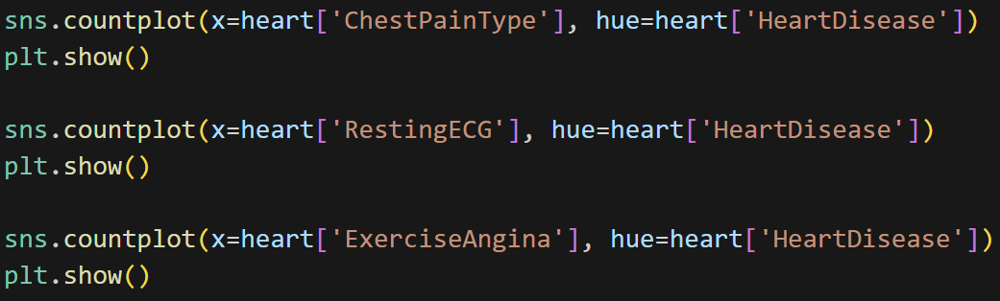 sns.countplot(x=heart['ChestPainType'], hue=heart['HeartDisease'])
plt.show()
sns.countplot(x=heart['RestingECG'], hue=heart['HeartDisease'])
plt.show()
sns.countplot(x=heart['ExerciseAngina'], hue=heart['HeartDisease'])
plt.show()